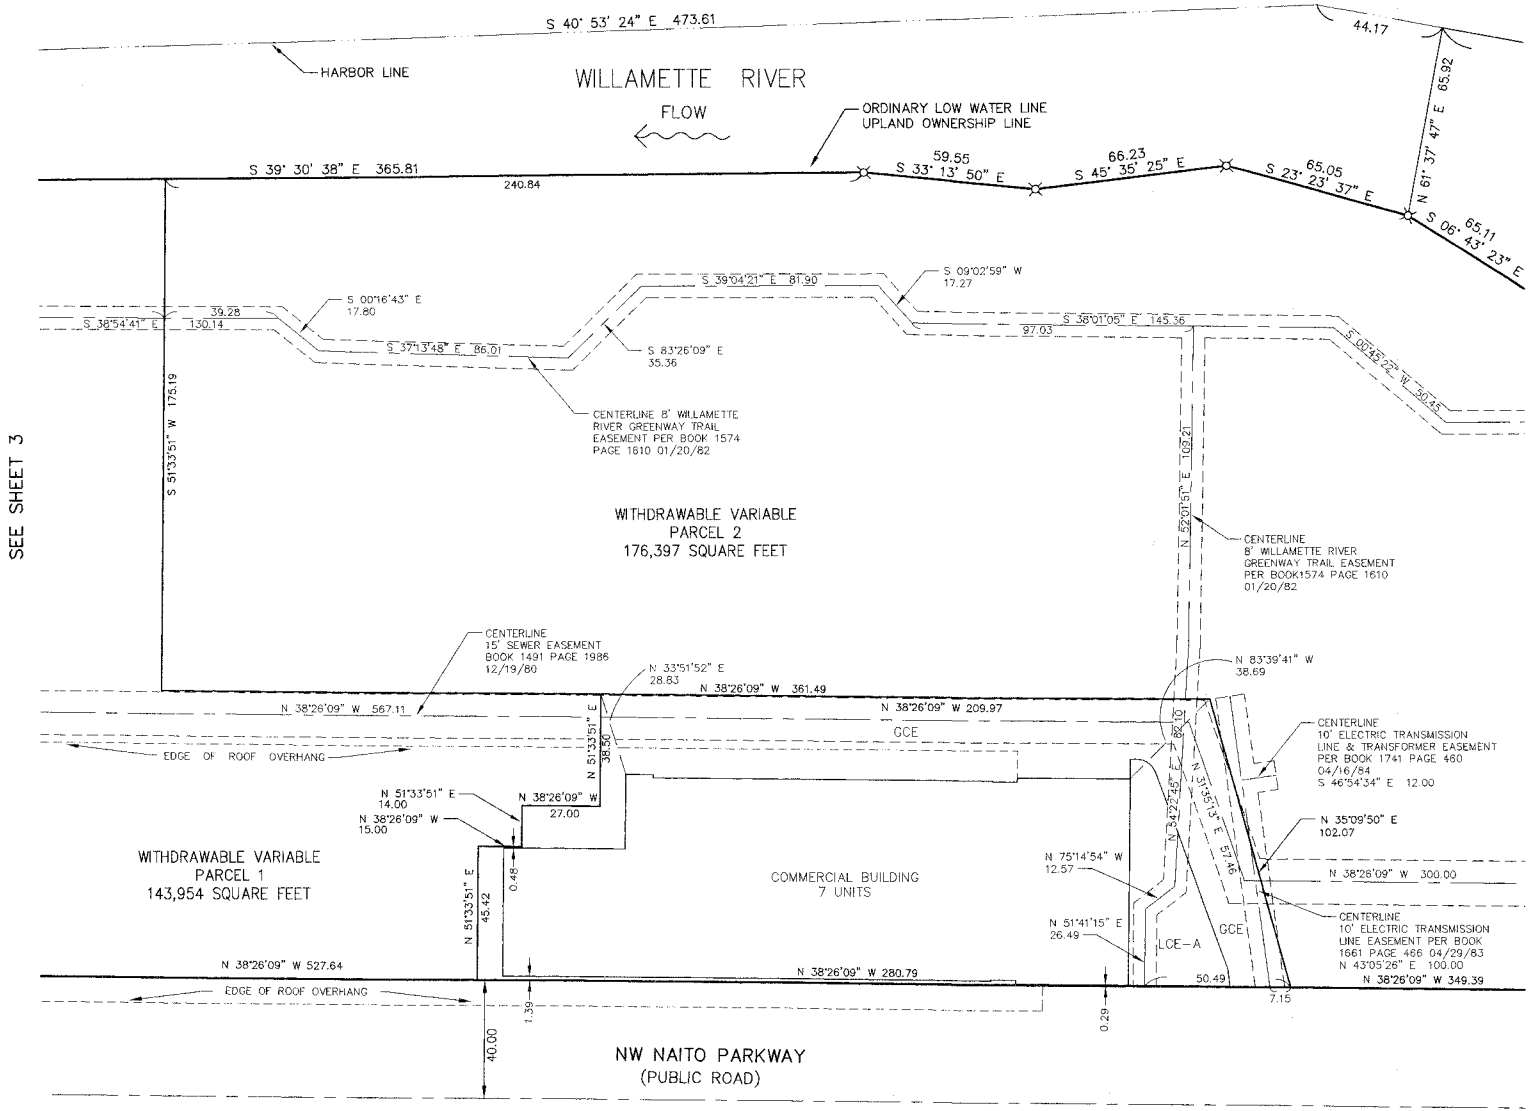 S 40° 53' 24" E 473.61
44.17
HARBOR LINE
WILLAMETTE RIVER
FLOW
ORDINARY LOW WATER LINE
UPLAND OWNERSHIP LINE
N 61° 37' 47" E 65.92
S 39° 30' 38" E 365.81
240.84
59.55
S 33° 13' 50" E
66.23
S 45° 35' 25" E
65.05
S 23° 23' 37" E
65.11
S 06° 43' 23" E
S 00°16'43" E
17.80
39.28
S 38°54'41" E 130.14
S 37°13'48" E 86.01
S 39°04'21" E 81.90
S 09°02'59" W
17.27
S 83°26'09" E
35.36
S 38°01'05" E 145.36
97.03
S 00°45'22" W 50.45
CENTERLINE 8' WILLAMETTE
RIVER GREENWAY TRAIL
EASEMENT PER BOOK 1574
PAGE 1610 01/20/82
S 51°33'51" W 175.19
SEE SHEET 3
N 52°01'51" E 109.21
WITHDRAWABLE VARIABLE
PARCEL 2
176,397 SQUARE FEET
CENTERLINE
8' WILLAMETTE RIVER
GREENWAY TRAIL EASEMENT
PER BOOK1574 PAGE 1610
01/20/82
CENTERLINE
15' SEWER EASEMENT
BOOK 1491 PAGE 1986
12/19/80
N 33°51'52" E
28.83
N 83°39'41" W
38.69
N 38°26'09" W 361.49
N 38°26'09" W 567.11
N 38°26'09" W 209.97
GCE
EDGE OF ROOF OVERHANG
N 51°33'51" E
38.50
CENTERLINE
10' ELECTRIC TRANSMISSION
LINE & TRANSFORMER EASEMENT
PER BOOK 1741 PAGE 460
04/16/84
S 46°54'34" E 12.00
N 51°33'51" E
14.00
N 38°26'09" W
27.00
N 38°26'09" W
15.00
N 54°22'45" E 62.10
N 31°35'13" E 57.46
N 35°09'50" E
102.07
WITHDRAWABLE VARIABLE
PARCEL 1
143,954 SQUARE FEET
0.48
N 51°33'51" E
45.42
COMMERCIAL BUILDING
7 UNITS
N 75°14'54" W
12.57
N 38°26'09" W 300.00
N 51°41'15" E
26.49
LCE-A
GCE
CENTERLINE
10' ELECTRIC TRANSMISSION
LINE EASEMENT PER BOOK
1661 PAGE 466 04/29/83
N 43°05'26" E 100.00
N 38°26'09" W 527.64
N 38°26'09" W 280.79
50.49
N 38°26'09" W 349.39
EDGE OF ROOF OVERHANG
1.39
0.29
7.15
40.00
NW NAITO PARKWAY
(PUBLIC ROAD)